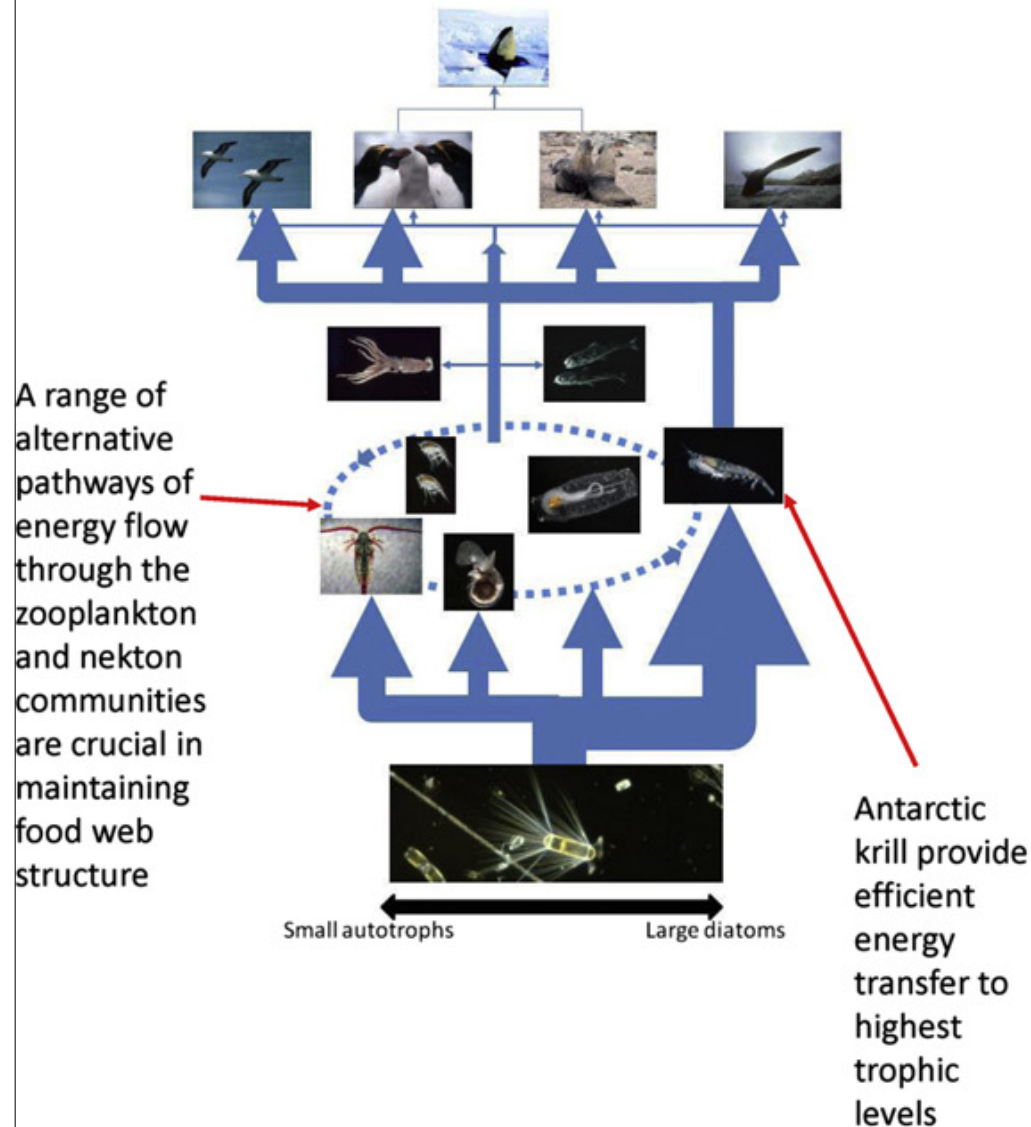 A range of
alternative
pathways of
energy flow
through the
zooplankton
and nekton
communities
are crucial in
maintaining
food web
structure
Small autotrophs
Large diatoms
Antarctic
krill provide
efficient
energy
transfer to
highest
trophic
levels